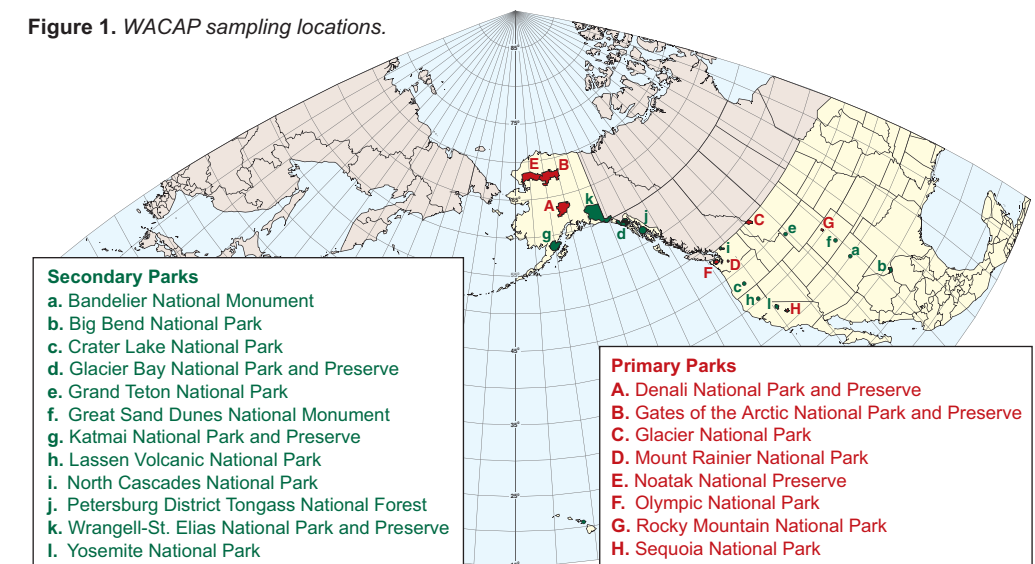 Figure 1. WACAP sampling locations.
85°
75°
E
B
A
k
g
d
j
C
e
G
f
a
b
i
D
F
c
h
l
H
45°
35°
25°
Secondary Parks
a. Bandelier National Monument
b. Big Bend National Park
c. Crater Lake National Park
d. Glacier Bay National Park and Preserve
e. Grand Teton National Park
f. Great Sand Dunes National Monument
g. Katmai National Park and Preserve
h. Lassen Volcanic National Park
i. North Cascades National Park
j. Petersburg District Tongass National Forest
k. Wrangell-St. Elias National Park and Preserve
l. Yosemite National Park
Primary Parks
A. Denali National Park and Preserve
B. Gates of the Arctic National Park and Preserve
C. Glacier National Park
D. Mount Rainier National Park
E. Noatak National Preserve
F. Olympic National Park
G. Rocky Mountain National Park
H. Sequoia National Park